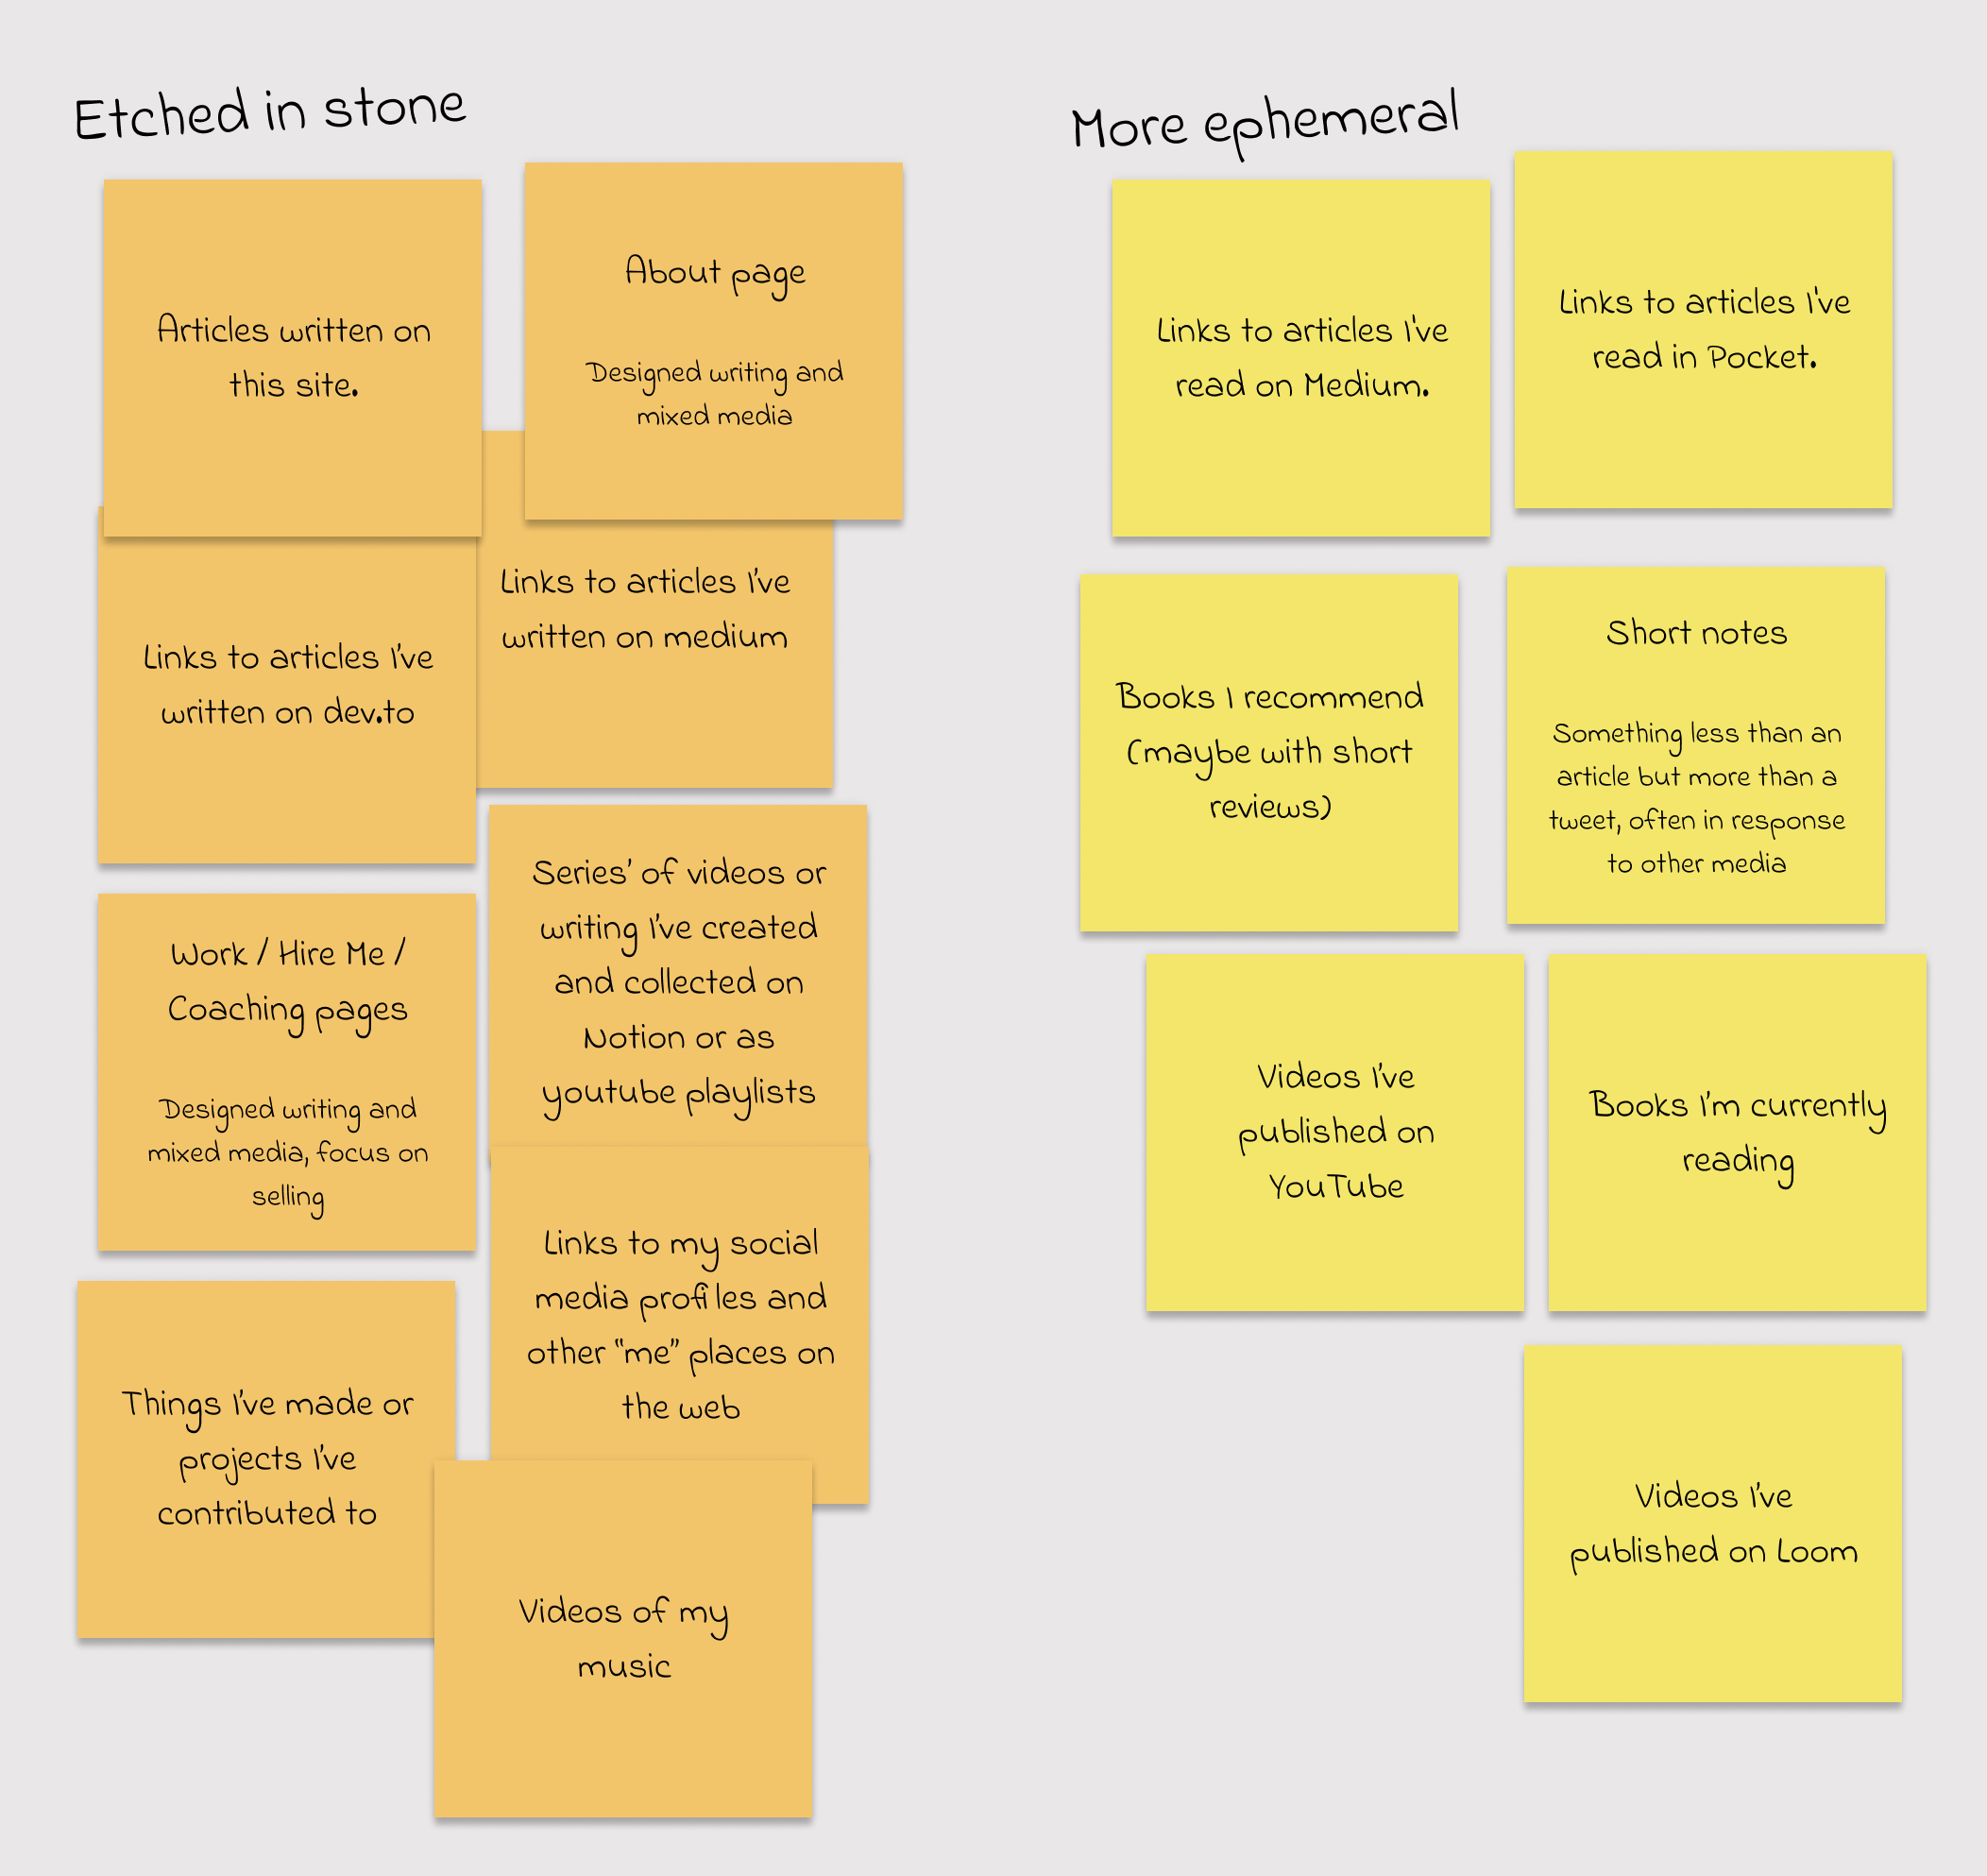 Etched in stone
Articles written on
this site.
About page
Designed writing and
mixed media
Links to articles I've
written on dev.to
Links to articles I've
written on medium
Work / Hire Me /
Coaching pages
Designed writing and
mixed media, focus on
selling
Series' of videos or
writing I've created
and collected on
Notion or as
youtube playlists
Links to my social
media profiles and
other "me" places on
the web
Things I've made or
projects I've
contributed to
Videos of my
music
More ephemeral
Links to articles I've
read on Medium.
Links to articles I've
read in Pocket.
Books I recommend
(maybe with short
reviews)
Short notes
Something less than an
article but more than a
tweet, often in response
to other media
Videos I've
published on
YouTube
Books I'm currently
reading
Videos I've
published on Loom